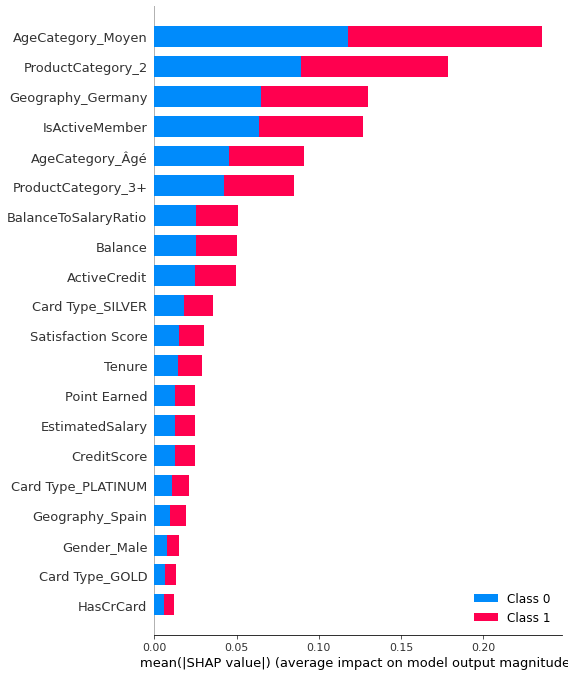 AgeCategory_Moyen
ProductCategory_2
Geography_Germany
IsActiveMember
AgeCategory_Âgé
ProductCategory_3+
BalanceToSalaryRatio
Balance
ActiveCredit
Card Type_SILVER
Satisfaction Score
Tenure
Point Earned
EstimatedSalary
CreditScore
Card Type_PLATINUM
Geography_Spain
Gender_Male
Card Type_GOLD
HasCrCard
Class 0
Class 1
0.00 0.05 0.10 0.15 0.20
mean(|SHAP value|) (average impact on model output magnitude